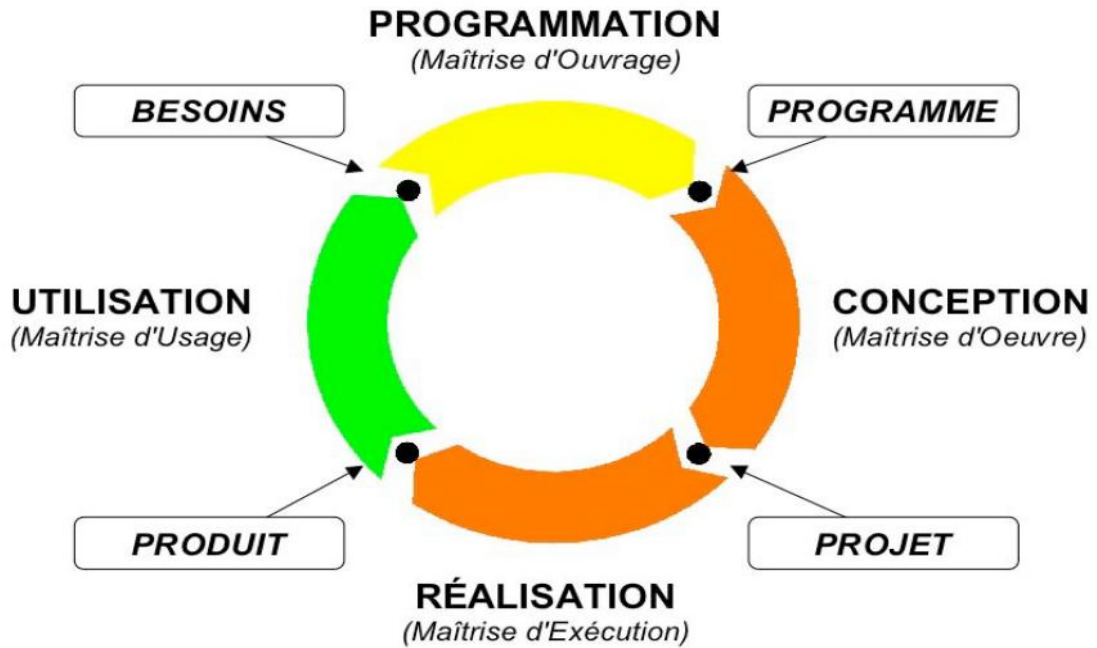 PROGRAMMATION
(Maîtrise d'Ouvrage)
BESOINS
PROGRAMME
UTILISATION
(Maîtrise d'Usage)
CONCEPTION
(Maîtrise d'Oeuvre)
PRODUIT
PROJET
RÉALISATION
(Maîtrise d'Exécution)